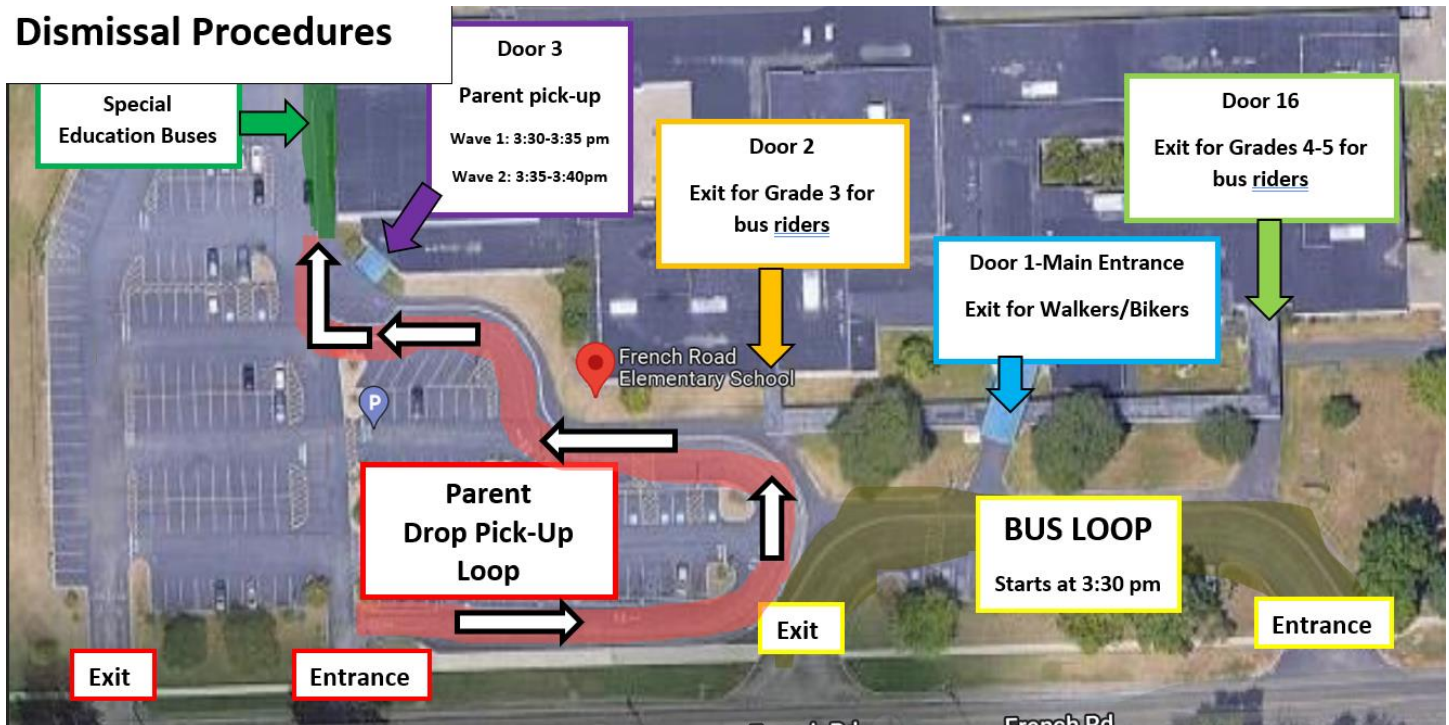 Dismissal Procedures
Special
Education Buses
Door 3
Parent pick-up
Wave 1: 3:30-3:35 pm
Wave 2: 3:35-3:40pm
Door 2
Exit for Grade 3 for
bus riders
Door 16
Exit for Grades 4-5 for
bus riders
Door 1-Main Entrance
Exit for Walkers/Bikers
French Road
Elementary School
P
Parent
Drop Pick-Up
Loop
BUS LOOP
Starts at 3:30 pm
Exit
Entrance
Exit
Entrance
French Rd